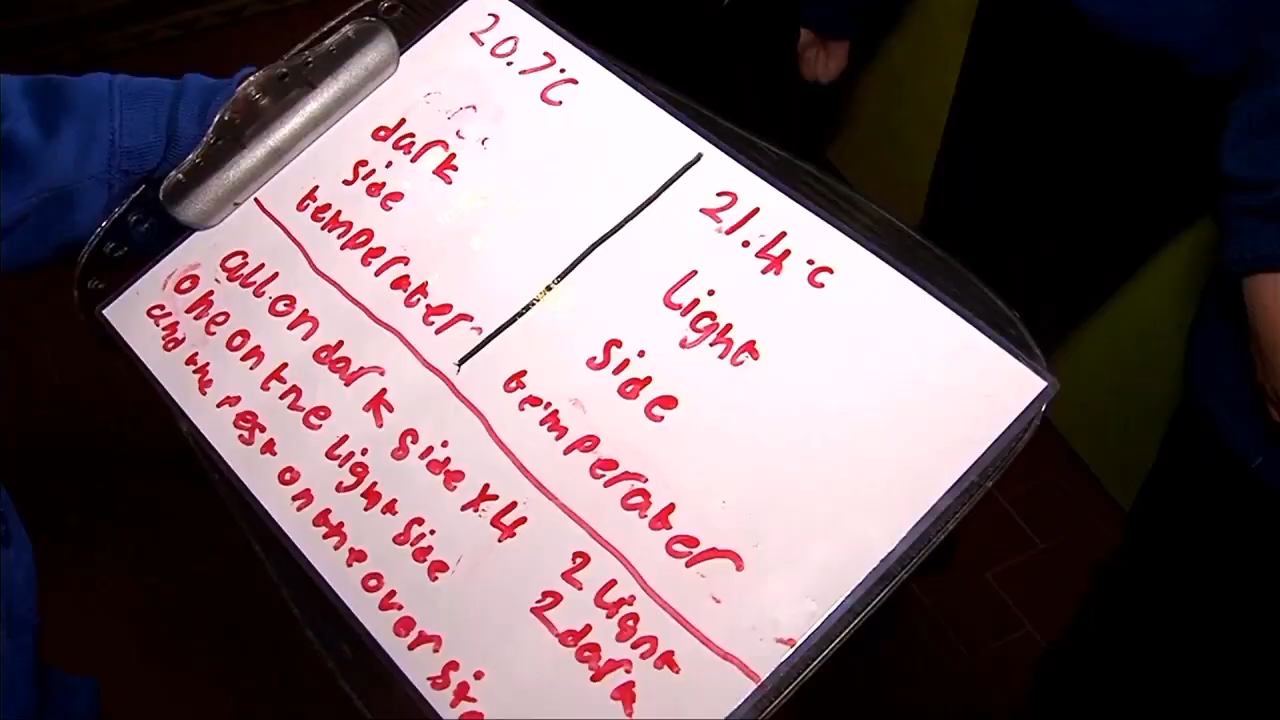 20.7°C
dark
side
temperater
21.4°C
Light
side
temperater
all on dark side x4
one on the light side
and the rest on the over side
2 Light
2 dark